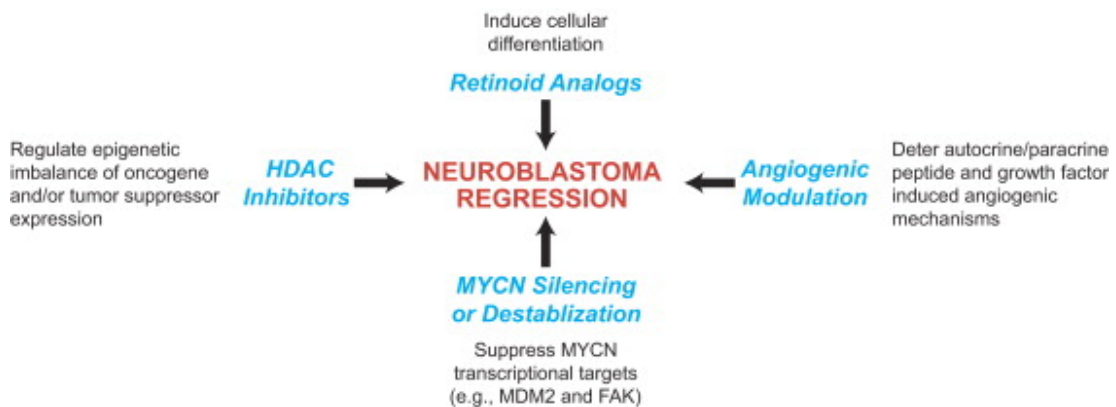 Induce cellular
differentiation
Retinoid Analogs
Regulate epigenetic
imbalance of oncogene
and/or tumor suppressor
expression
HDAC
Inhibitors
NEUROBLASTOMA
REGRESSION
Angiogenic
Modulation
Deter autocrine/paracrine
peptide and growth factor
induced angiogenic
mechanisms
MYCN Silencing
or Destablization
Suppress MYCN
transcriptional targets
(e.g., MDM2 and FAK)